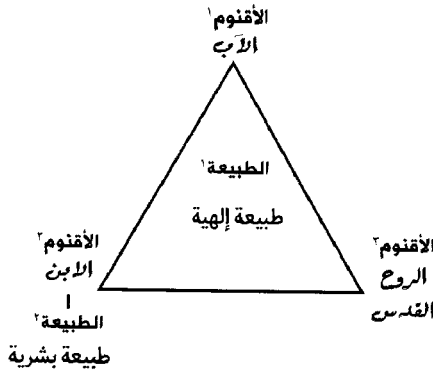 الأقنوم¹
الآب
الطبيعة¹
طبيعة إلهية
الأقنوم²
الابن
الطبيعة²
طبيعة بشرية
الأقنوم³
الروح
القدس